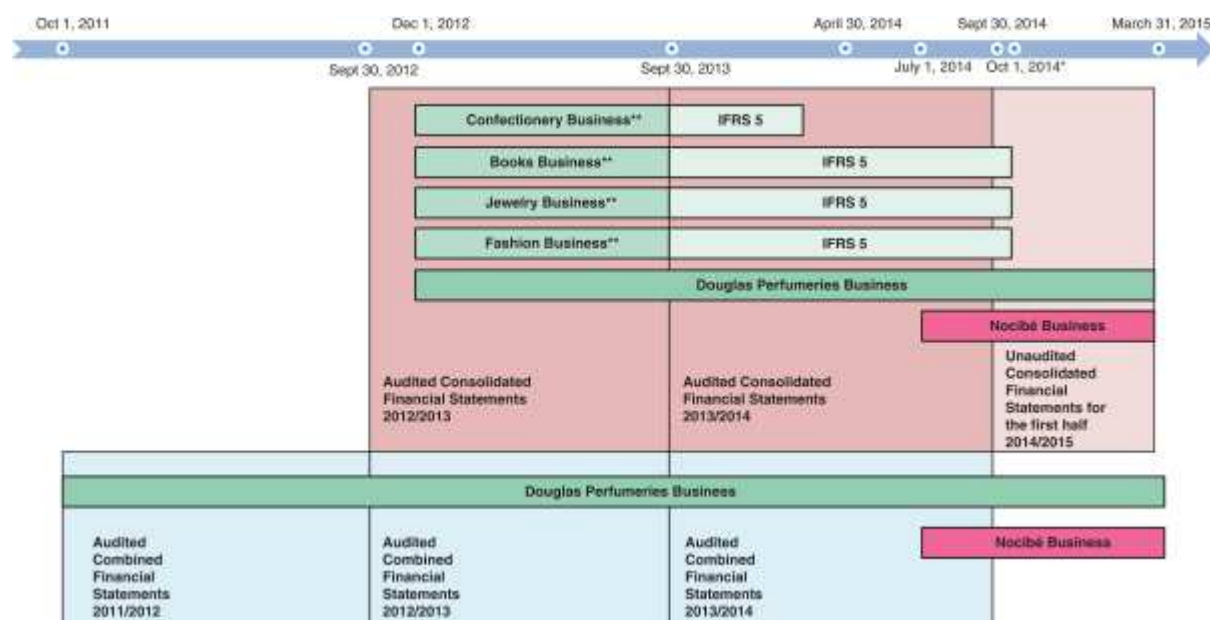 Oct 1, 2011
Dec 1, 2012
April 30, 2014
Sept 30, 2014
March 31, 2015
Sept 30, 2012
Sept 30, 2013
July 1, 2014
Oct 1, 2014*
Confectionery Business**
IFRS 5
Books Business**
IFRS 5
Jewelry Business**
IFRS 5
Fashion Business**
IFRS 5
Douglas Perfumeries Business
Nocibé Business
Audited Consolidated
Financial Statements
2012/2013
Audited Consolidated
Financial Statements
2013/2014
Unaudited
Consolidated
Financial
Statements for
the first half
2014/2015
Douglas Perfumeries Business
Nocibé Business
Audited
Combined
Financial
Statements
2011/2012
Audited
Combined
Financial
Statements
2012/2013
Audited
Combined
Financial
Statements
2013/2014